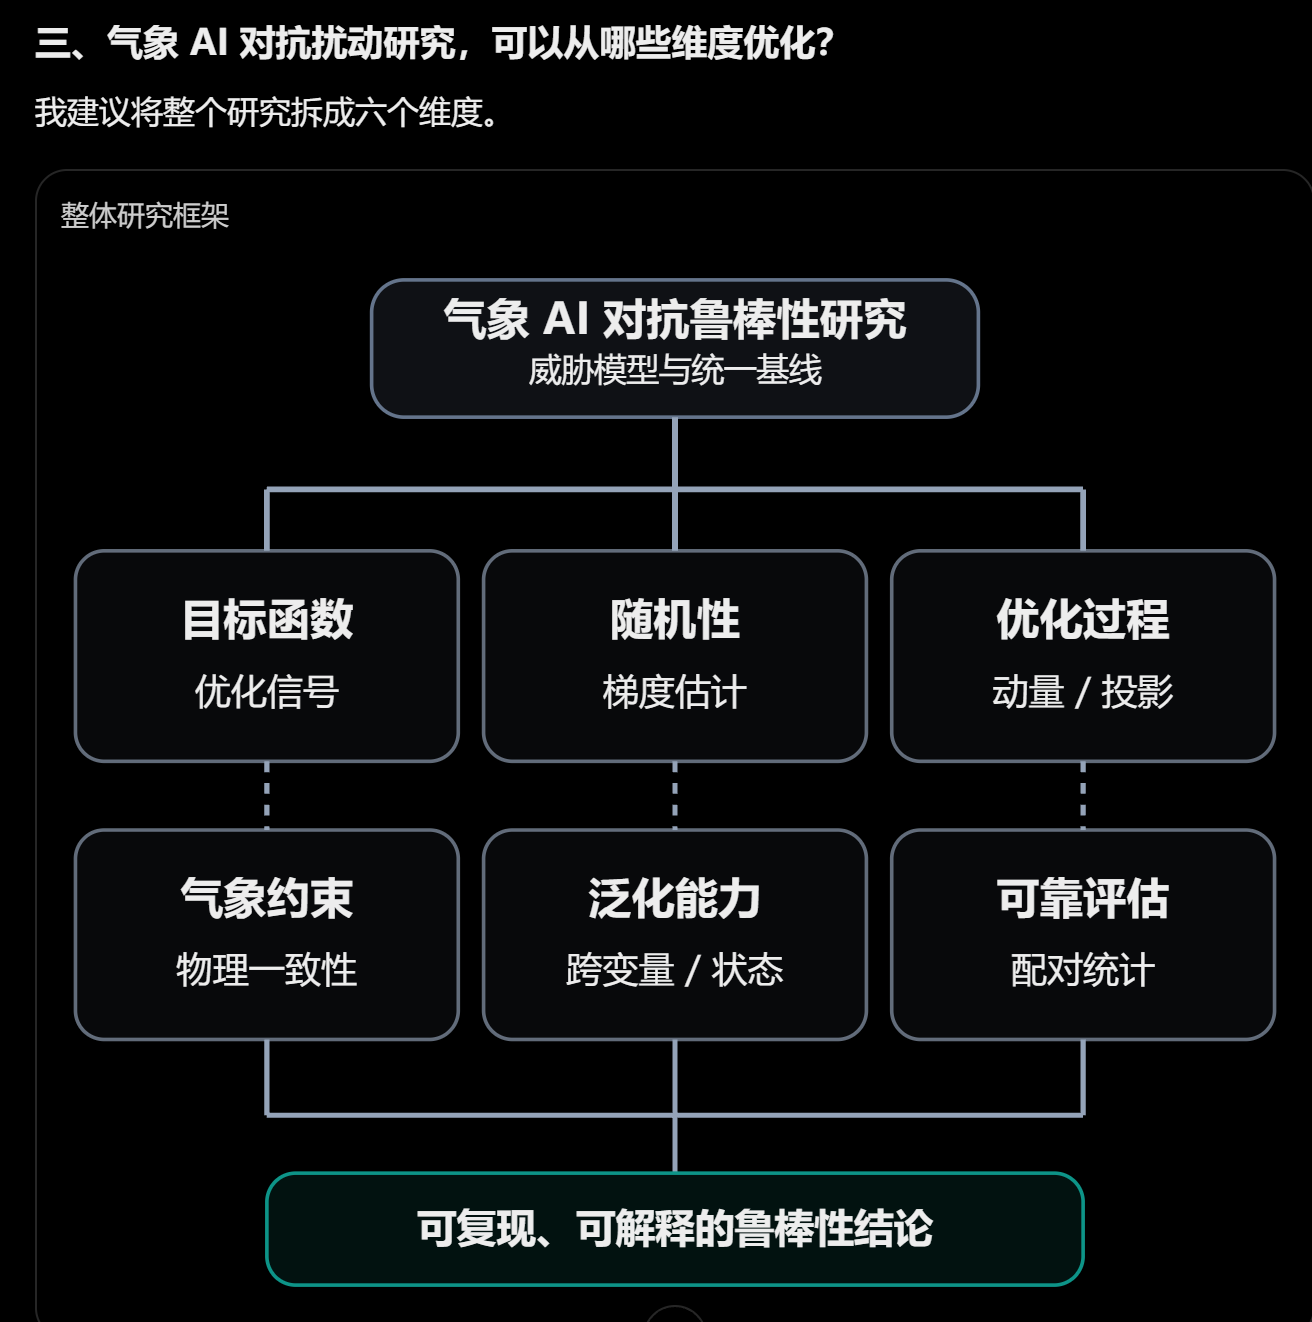 三、气象 AI 对抗扰动研究，可以从哪些维度优化？
我建议将整个研究拆成六个维度。
整体研究框架
气象 AI 对抗鲁棒性研究
威胁模型与统一基线
目标函数
优化信号
随机性
梯度估计
优化过程
动量 / 投影
气象约束
物理一致性
泛化能力
跨变量 / 状态
可靠评估
配对统计
可复现、可解释的鲁棒性结论